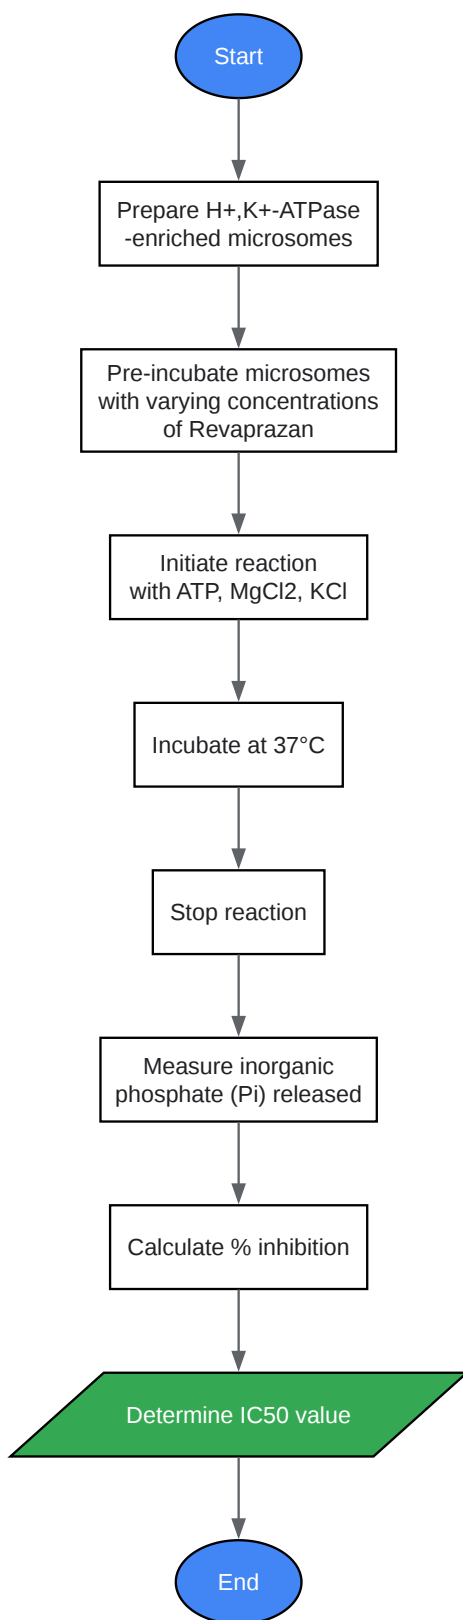 Start
Prepare H+,K+-ATPase
-enriched microsomes
Pre-incubate microsomes
with varying concentrations
of Revaprazan
Initiate reaction
with ATP, MgCl2, KCl
Incubate at 37°C
Stop reaction
Measure inorganic
phosphate (Pi) released
Calculate % inhibition
Determine IC50 value
End